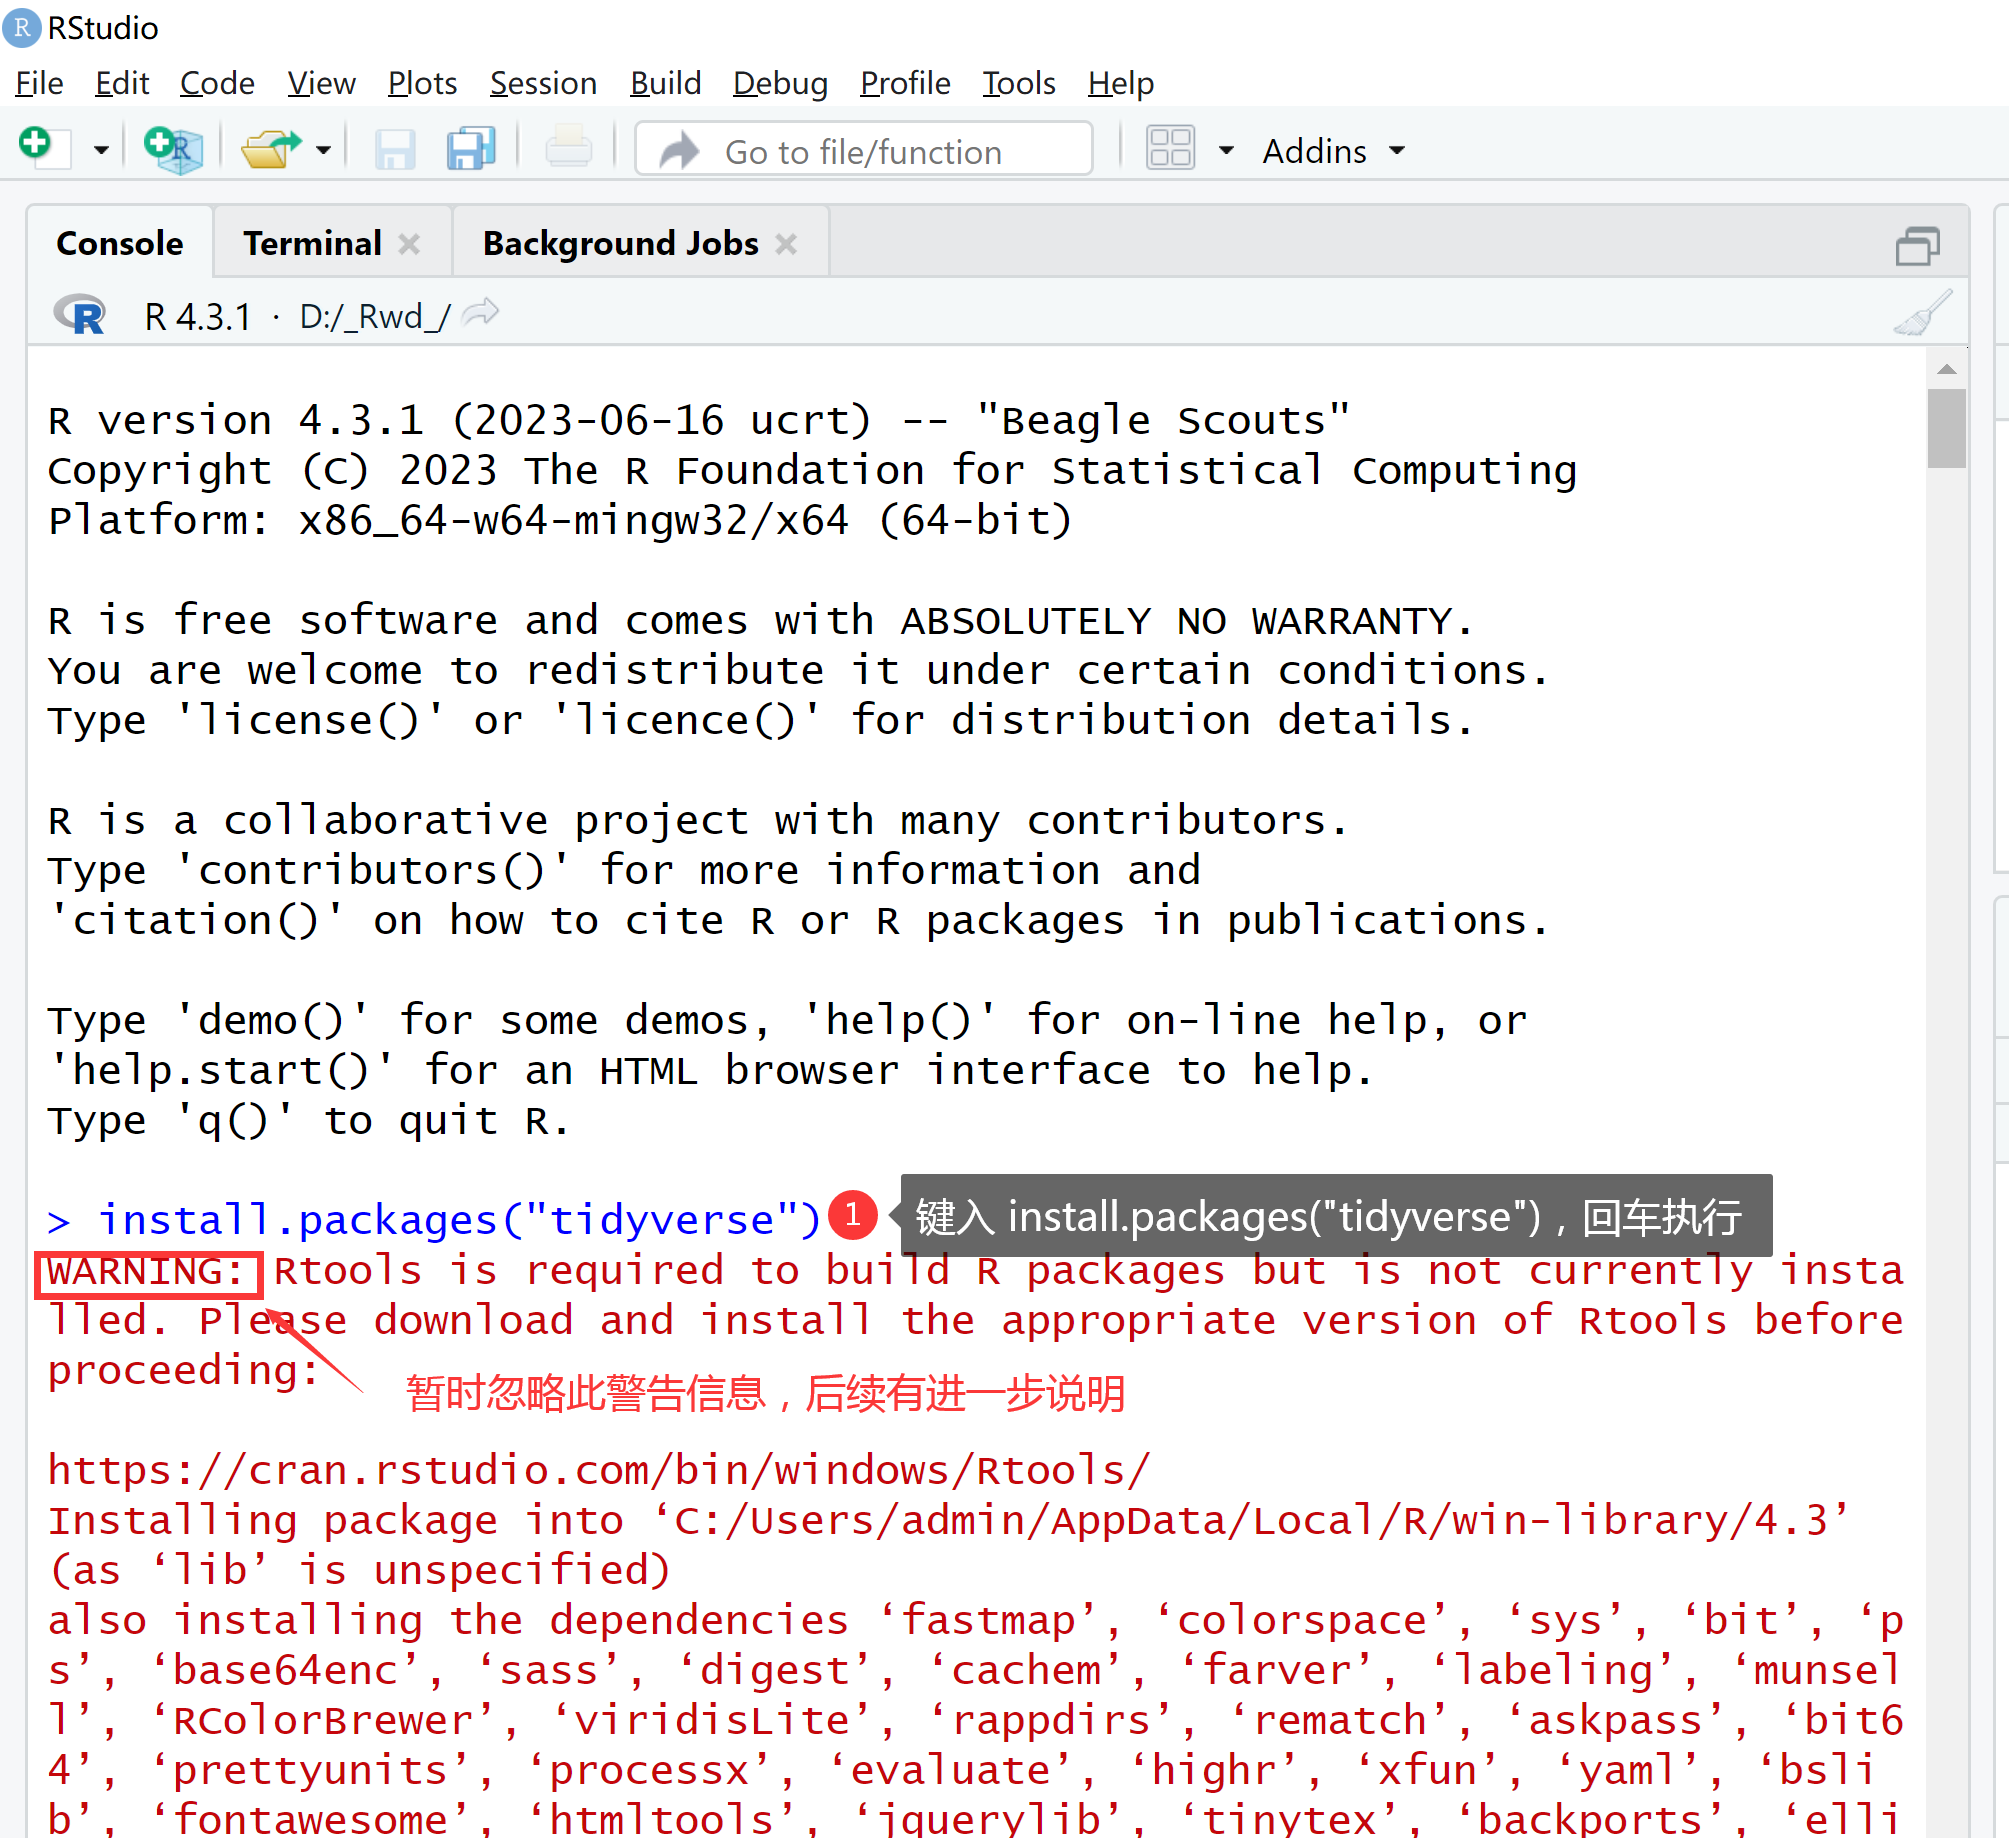 R RStudio
File Edit Code View Plots Session Build Debug Profile Tools Help
R Go to file/function Addins
Console Terminal Background Jobs
R R 4.3.1 · D:/_Rwd_/
R version 4.3.1 (2023-06-16 ucrt) -- "Beagle Scouts"
Copyright (C) 2023 The R Foundation for Statistical Computing
Platform: x86_64-w64-mingw32/x64 (64-bit)
R is free software and comes with ABSOLUTELY NO WARRANTY.
You are welcome to redistribute it under certain conditions.
Type 'license()' or 'licence()' for distribution details.
R is a collaborative project with many contributors.
Type 'contributors()' for more information and
'citation()' on how to cite R or R packages in publications.
Type 'demo()' for some demos, 'help()' for on-line help, or
'help.start()' for an HTML browser interface to help.
Type 'q()' to quit R.
> install.packages("tidyverse") 1 键入 install.packages("tidyverse")，回车执行
WARNING: Rtools is required to build R packages but is not currently insta
lled. Please download and install the appropriate version of Rtools before
proceeding:
暂时忽略此警告信息，后续有进一步说明
https://cran.rstudio.com/bin/windows/Rtools/
Installing package into ‘C:/Users/admin/AppData/Local/R/win-library/4.3’
(as ‘lib’ is unspecified)
also installing the dependencies ‘fastmap’, ‘colorspace’, ‘sys’, ‘bit’, ‘p
s’, ‘base64enc’, ‘sass’, ‘digest’, ‘cachem’, ‘farver’, ‘labeling’, ‘munsel
l’, ‘RColorBrewer’, ‘viridisLite’, ‘rappdirs’, ‘rematch’, ‘askpass’, ‘bit6
4’, ‘prettyunits’, ‘processx’, ‘evaluate’, ‘highr’, ‘xfun’, ‘yaml’, ‘bsli
b’, ‘fontawesome’, ‘htmltools’, ‘jquerylib’, ‘tinytex’, ‘backports’, ‘elli